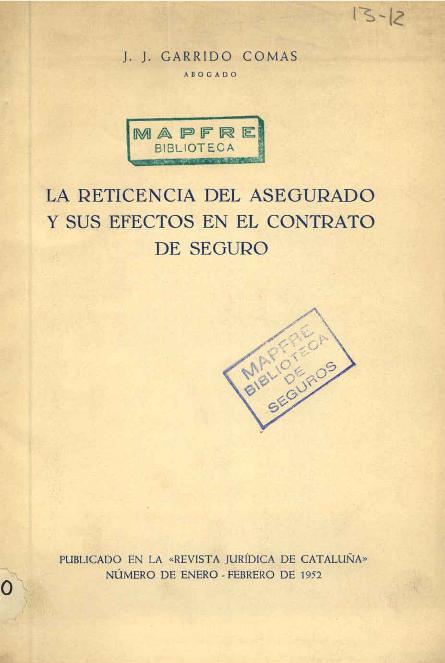 13-12
J. J. GARRIDO COMAS
ABOGADO
MAPFRE
BIBLIOTECA
LA RETICENCIA DEL ASEGURADO
Y SUS EFECTOS EN EL CONTRATO
DE SEGURO
MAPFRE
BIBLIOTECA
DE
SEGUROS
PUBLICADO EN LA «REVISTA JURÍDICA DE CATALUÑA»
NÚMERO DE ENERO - FEBRERO DE 1952
O